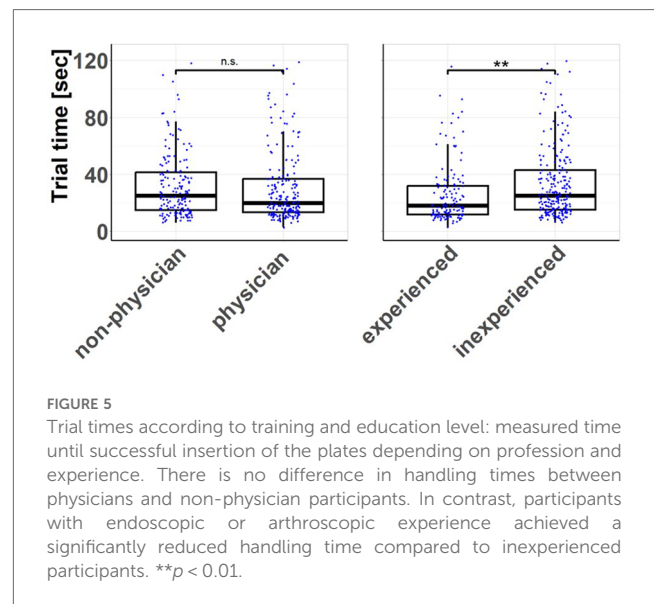 Trial time [sec]
120
80
40
0
n.s.
**
non-physician
physician
experienced
inexperienced
FIGURE 5
Trial times according to training and education level: measured time
until successful insertion of the plates depending on profession and
experience. There is no difference in handling times between
physicians and non-physician participants. In contrast, participants
with endoscopic or arthroscopic experience achieved a
significantly reduced handling time compared to inexperienced
participants. **p < 0.01.